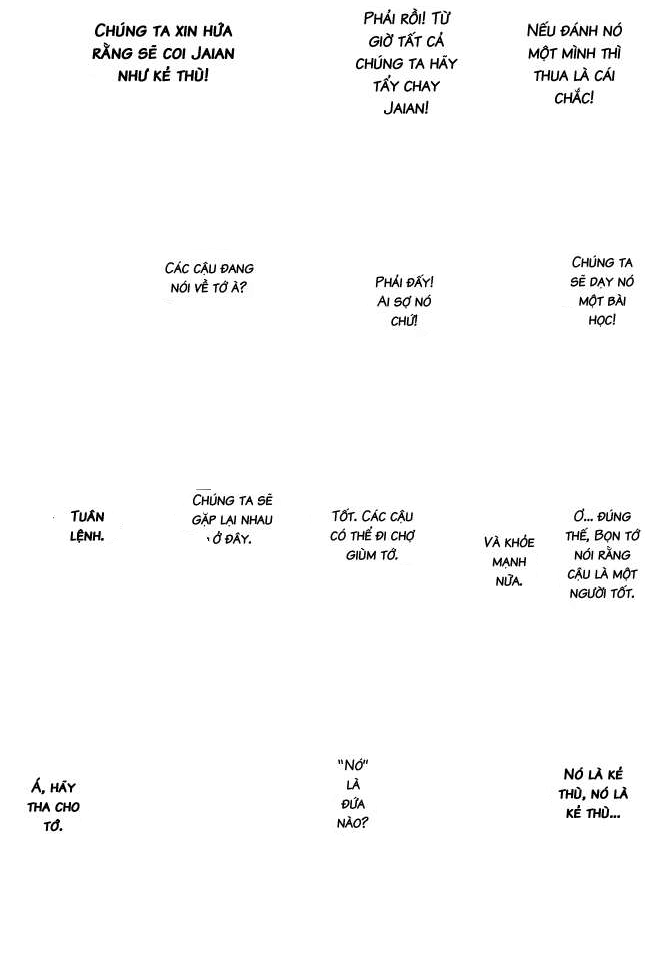 NẾU ĐÁNH NÓ
MỘT MÌNH THÌ
THUA LÀ CÁI
CHẮC!
PHẢI RỒI! TỪ
GIỜ TẤT CẢ
CHÚNG TA HÃY
TẨY CHAY
JAIAN!
CHÚNG TA XIN HỨA
RẰNG SẼ COI JAIAN
NHƯ KẺ THÙ!
CHÚNG TA
SẼ DẠY NÓ
MỘT BÀI
HỌC!
PHẢI ĐẤY!
AI SỢ NÓ
CHỨ!
CÁC CẬU ĐANG
NÓI VỀ TỚ À?
Ơ... ĐÚNG
THẾ, BỌN TỚ
NÓI RẰNG
CẬU LÀ MỘT
NGƯỜI TỐT.
VÀ KHỎE
MẠNH
NỮA.
TỐT. CÁC CẬU
CÓ THỂ ĐI CHỢ
GIÙM TỚ.
CHÚNG TA SẼ
GẶP LẠI NHAU
Ở ĐÂY.
TUÂN
LỆNH.
NÓ LÀ KẺ
THÙ, NÓ LÀ
KẺ THÙ...
"NÓ"
LÀ
ĐỨA
NÀO?
Á, HÃY
THA CHO
TỚ.